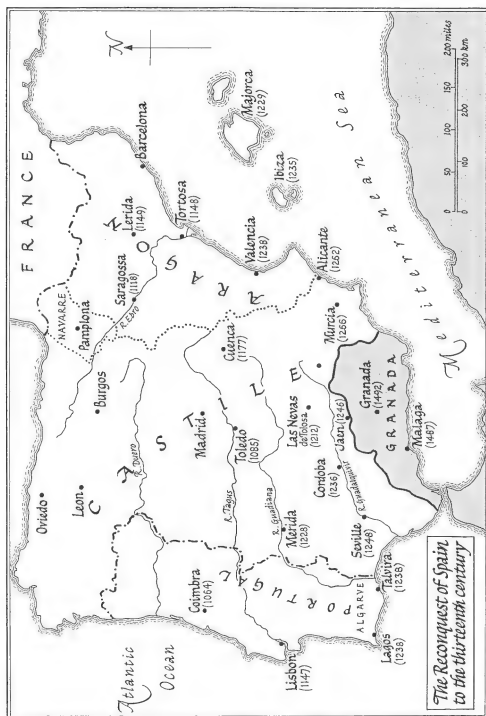 FRANCE
NAVARRE
Pamplona
Oviedo
Leon
Burgos
R. Ebro
Saragossa
(1118)
Lerida
(1149)
Barcelona
Tortosa
(1148)
ARAGO
Majorca
(1229)
Ibiza
(1235)
Valencia
(1238)
Alicante
(1262)
Murcia
(1266)
Cuenca
(1177)
R. Duero
CASTILE
Madrid
Toledo
(1085)
R. Tagus
R. Guadiana
Merida
(1228)
Las Nevas
de Tolosa
(1212)
Cordoba
(1236)
Jaen (1246)
R. Guadalquivir
Seville
(1248)
Granada
(1492)
GRANADA
Malaga
(1487)
Coimbra
(1064)
PORTUGAL
Lisbon
(1147)
ALGARVE
Lagos
(1238)
Talvira
(1238)
Atlantic
Ocean
Mediterranean Sea
N
0 50 100 150 200 miles
0 100 200 300 km
The Reconquest of Spain
to the thirteenth century